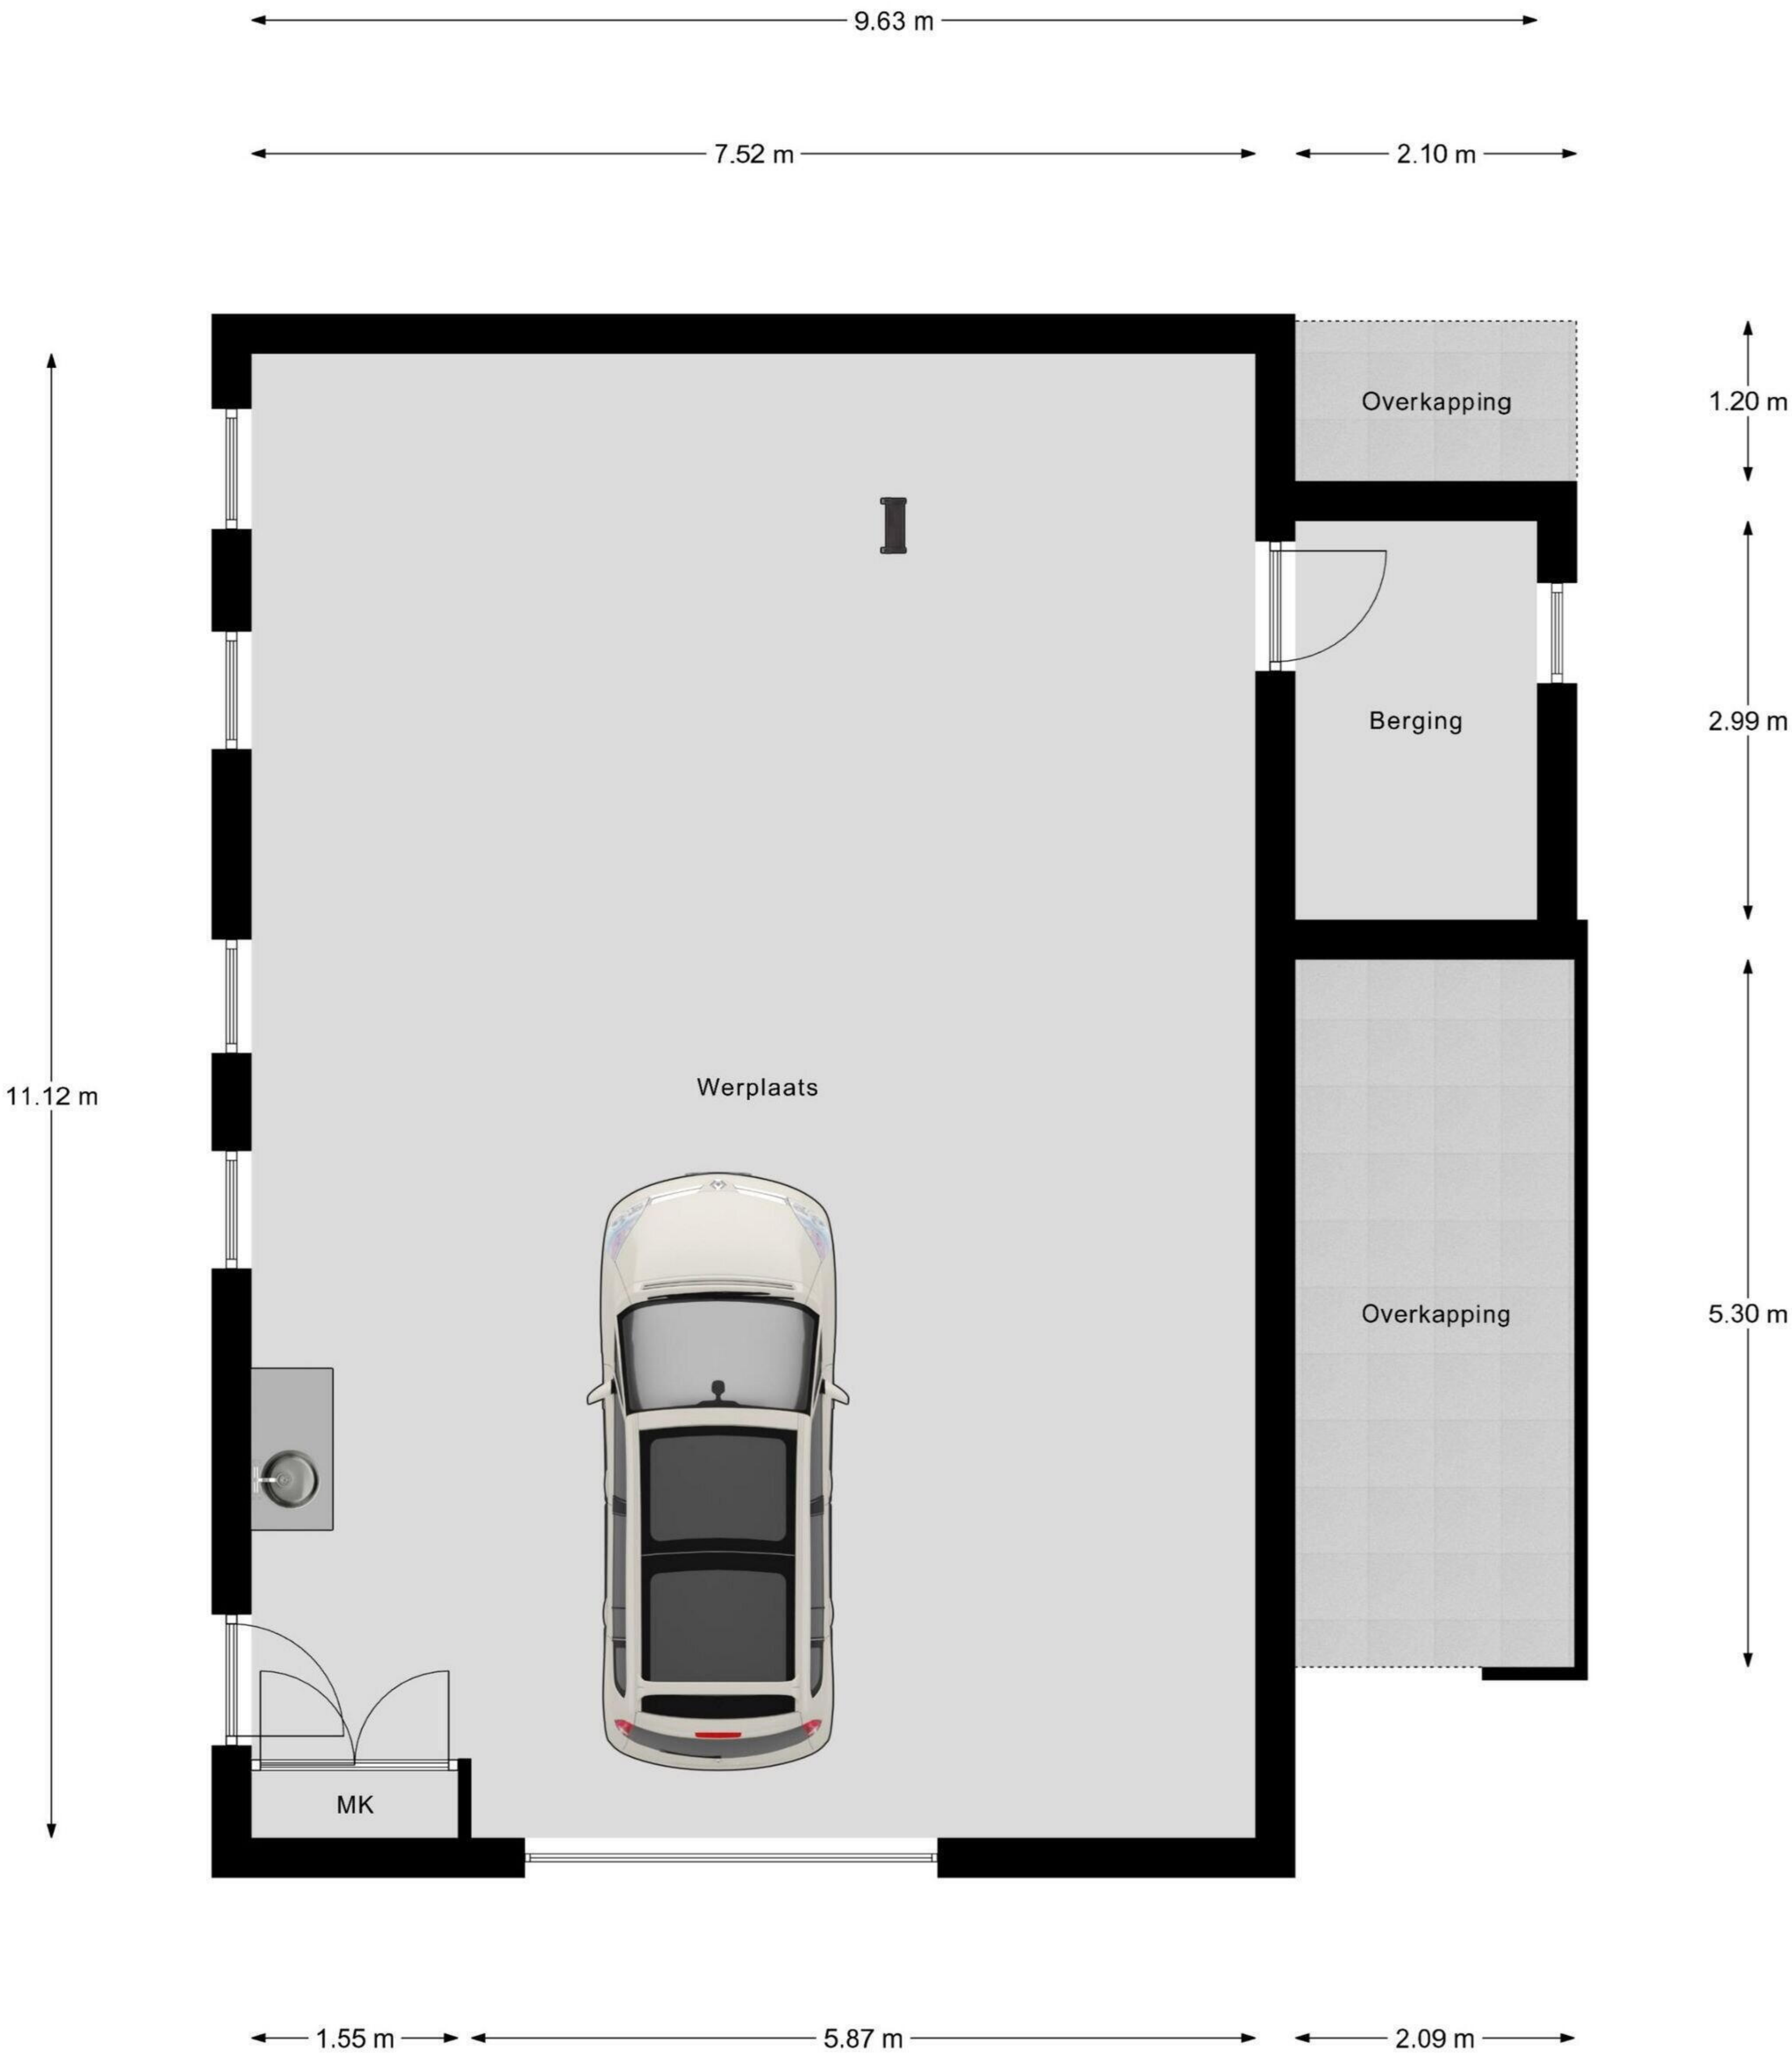 9.63 m
7.52 m
2.10 m
Overkapping
1.20 m
Berging
2.99 m
Werplaats
11.12 m
Overkapping
5.30 m
MK
1.55 m
5.87 m
2.09 m